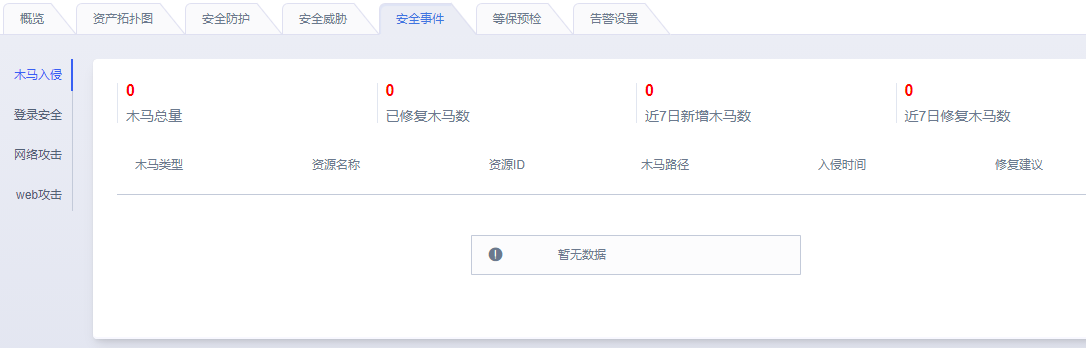 概览 资产拓扑图 安全防护 安全威胁 安全事件 等保预检 告警设置
木马入侵
登录安全
网络攻击
web攻击
0 0 0 0
木马总量 已修复木马数 近7日新增木马数 近7日修复木马数
木马类型 资源名称 资源ID 木马路径 入侵时间 修复建议
暂无数据